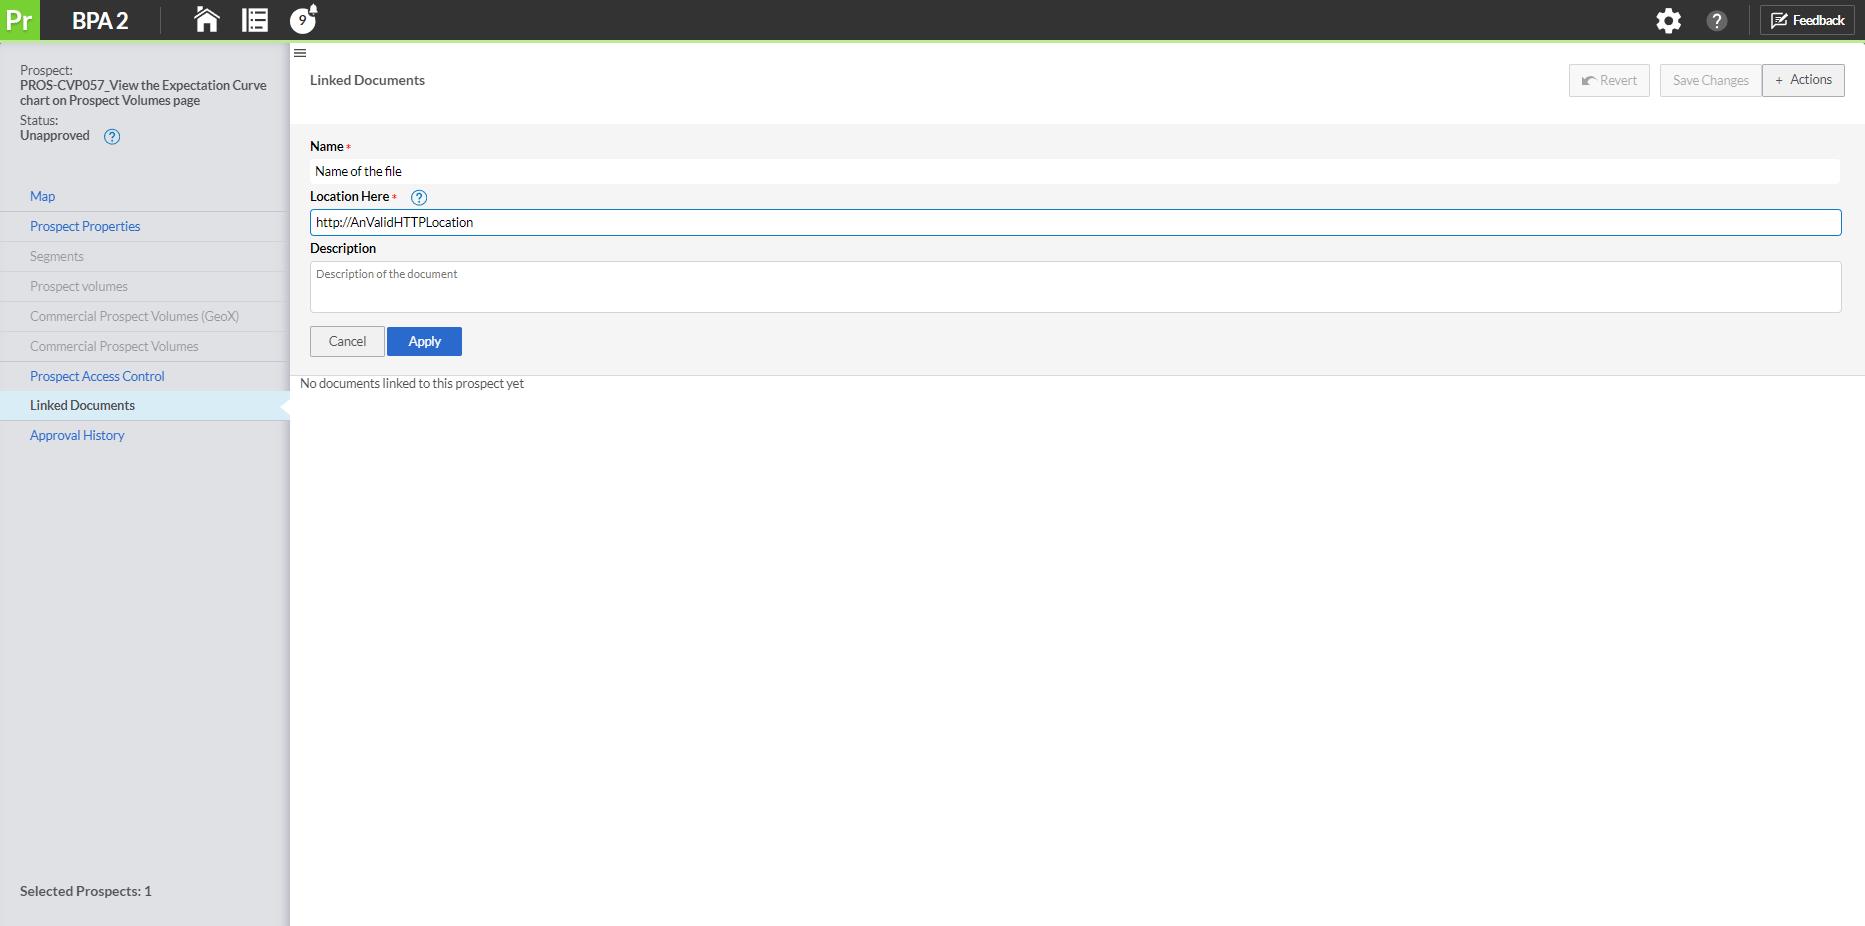 Pr BPA 2 9 Feedback
Prospect:
PROS-CVP057_View the Expectation Curve
chart on Prospect Volumes page
Status:
Unapproved ?
Map
Prospect Properties
Segments
Prospect volumes
Commercial Prospect Volumes (GeoX)
Commercial Prospect Volumes
Prospect Access Control
Linked Documents
Approval History
Selected Prospects: 1
Linked Documents
Revert Save Changes + Actions
Name *
Name of the file
Location Here * ?
http://AnValidHTTPLocation
Description
Description of the document
Cancel Apply
No documents linked to this prospect yet